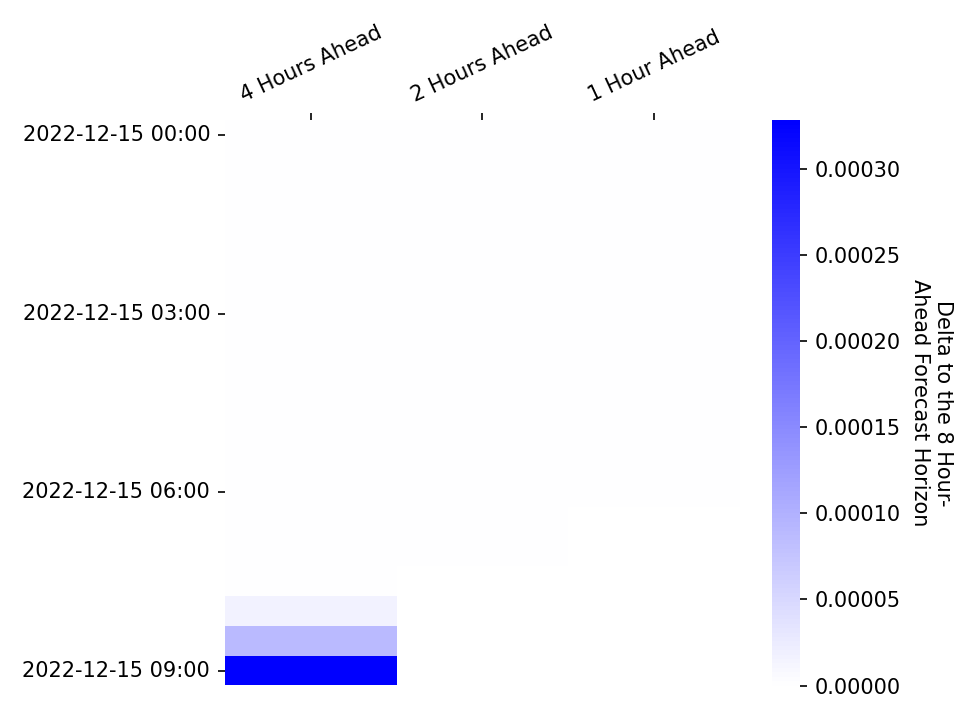 4 Hours Ahead
2 Hours Ahead
1 Hour Ahead
2022-12-15 00:00
2022-12-15 03:00
2022-12-15 06:00
2022-12-15 09:00
0.00030
0.00025
0.00020
0.00015
0.00010
0.00005
0.00000
Delta to the 8 Hour-
Ahead Forecast Horizon